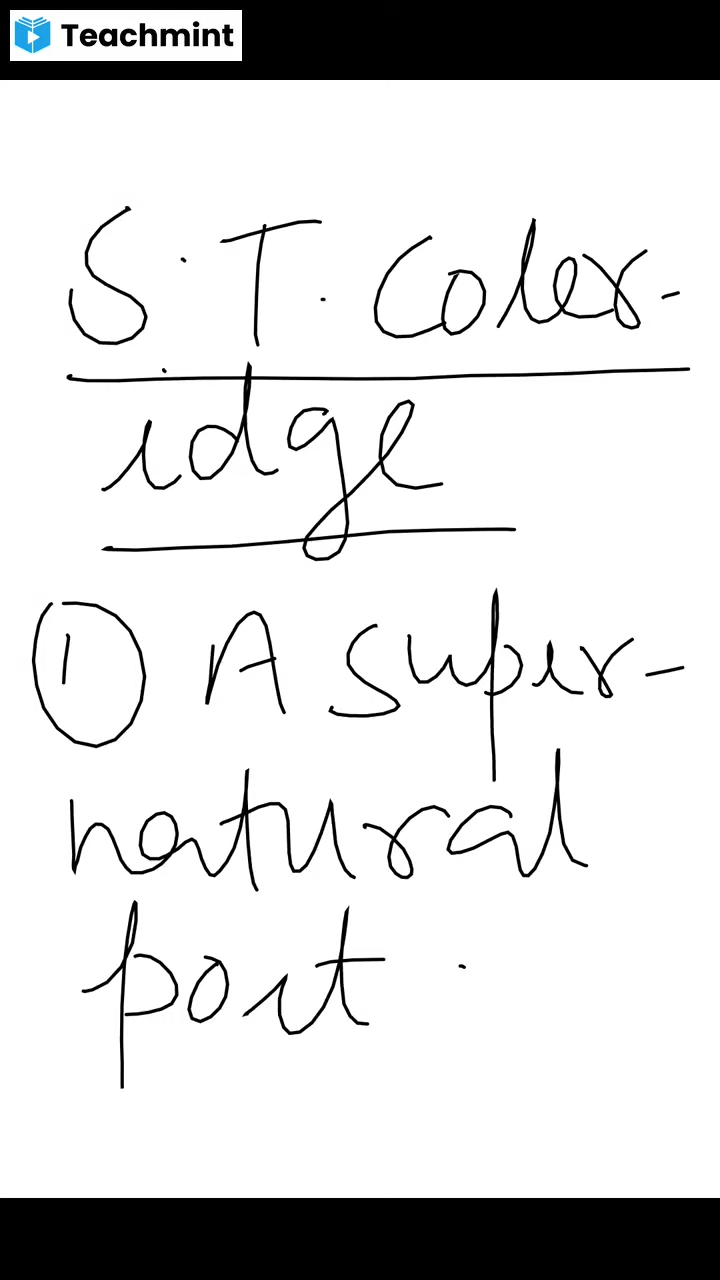 Teachmint
S. T. Coler-
idge
① A super-
natural
poet.